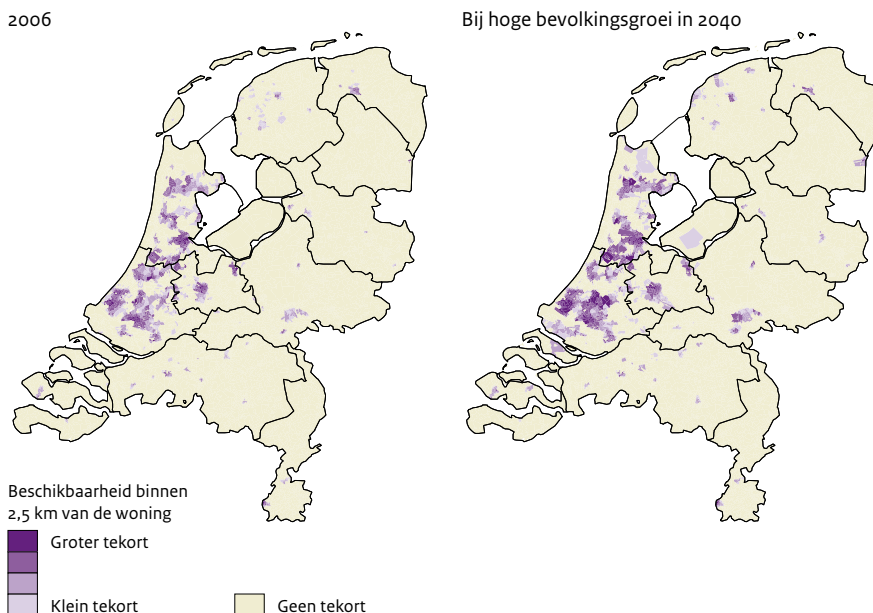 2006
Bij hoge bevolkingsgroei in 2040
Beschikbaarheid binnen
2,5 km van de woning
Groter tekort
Klein tekort
Geen tekort